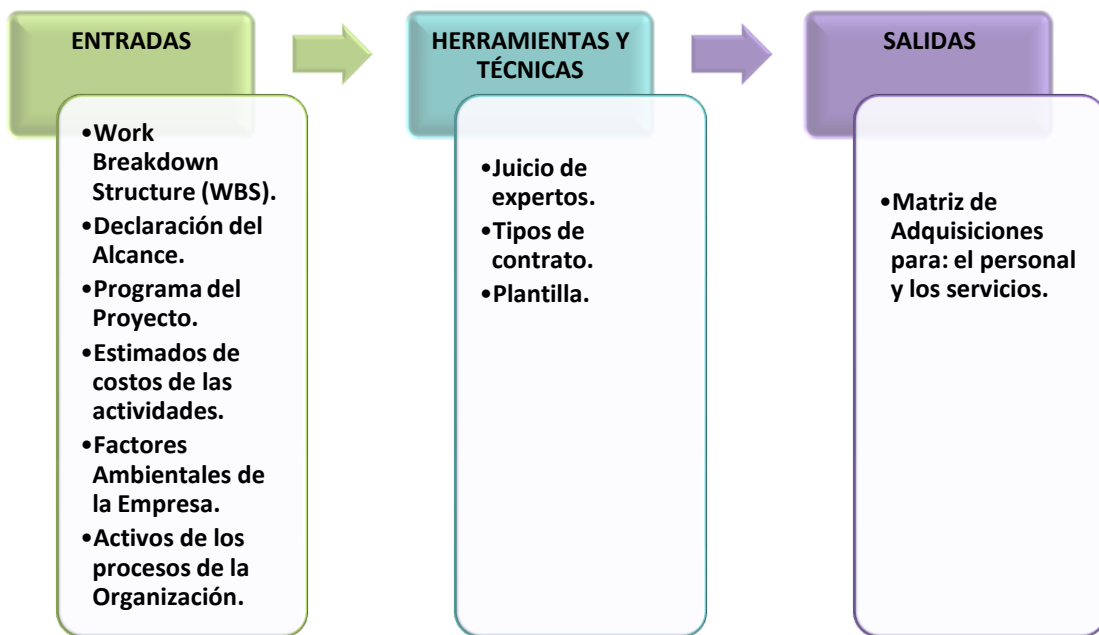 ENTRADAS
•Work
Breakdown
Structure (WBS).
•Declaración del
Alcance.
•Programa del
Proyecto.
•Estimados de
costos de las
actividades.
•Factores
Ambientales de
la Empresa.
•Activos de los
procesos de la
Organización.
HERRAMIENTAS Y
TÉCNICAS
•Juicio de
expertos.
•Tipos de
contrato.
•Plantilla.
SALIDAS
•Matriz de
Adquisiciones
para: el personal
y los servicios.